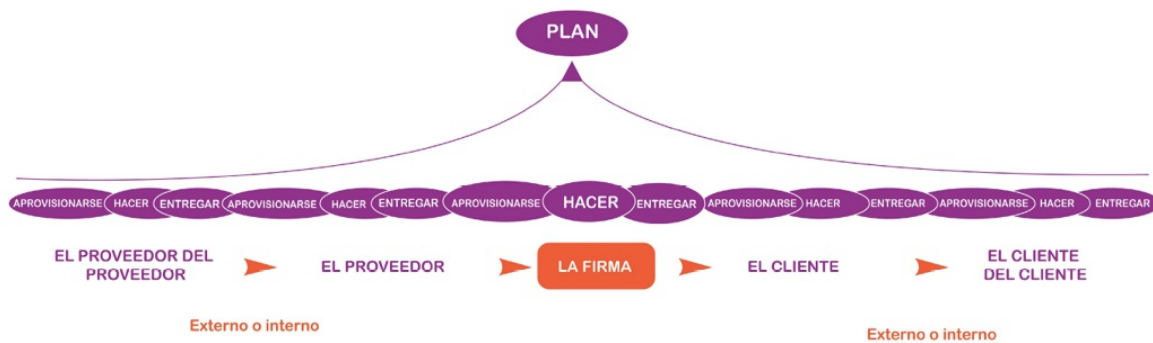 PLAN
APROVISIONARSE HACER ENTREGAR APROVISIONARSE HACER ENTREGAR APROVISIONARSE HACER ENTREGAR APROVISIONARSE HACER ENTREGAR APROVISIONARSE HACER ENTREGAR
EL PROVEEDOR DEL
PROVEEDOR
EL PROVEEDOR
LA FIRMA
EL CLIENTE
EL CLIENTE
DEL CLIENTE
Externo o interno
Externo o interno